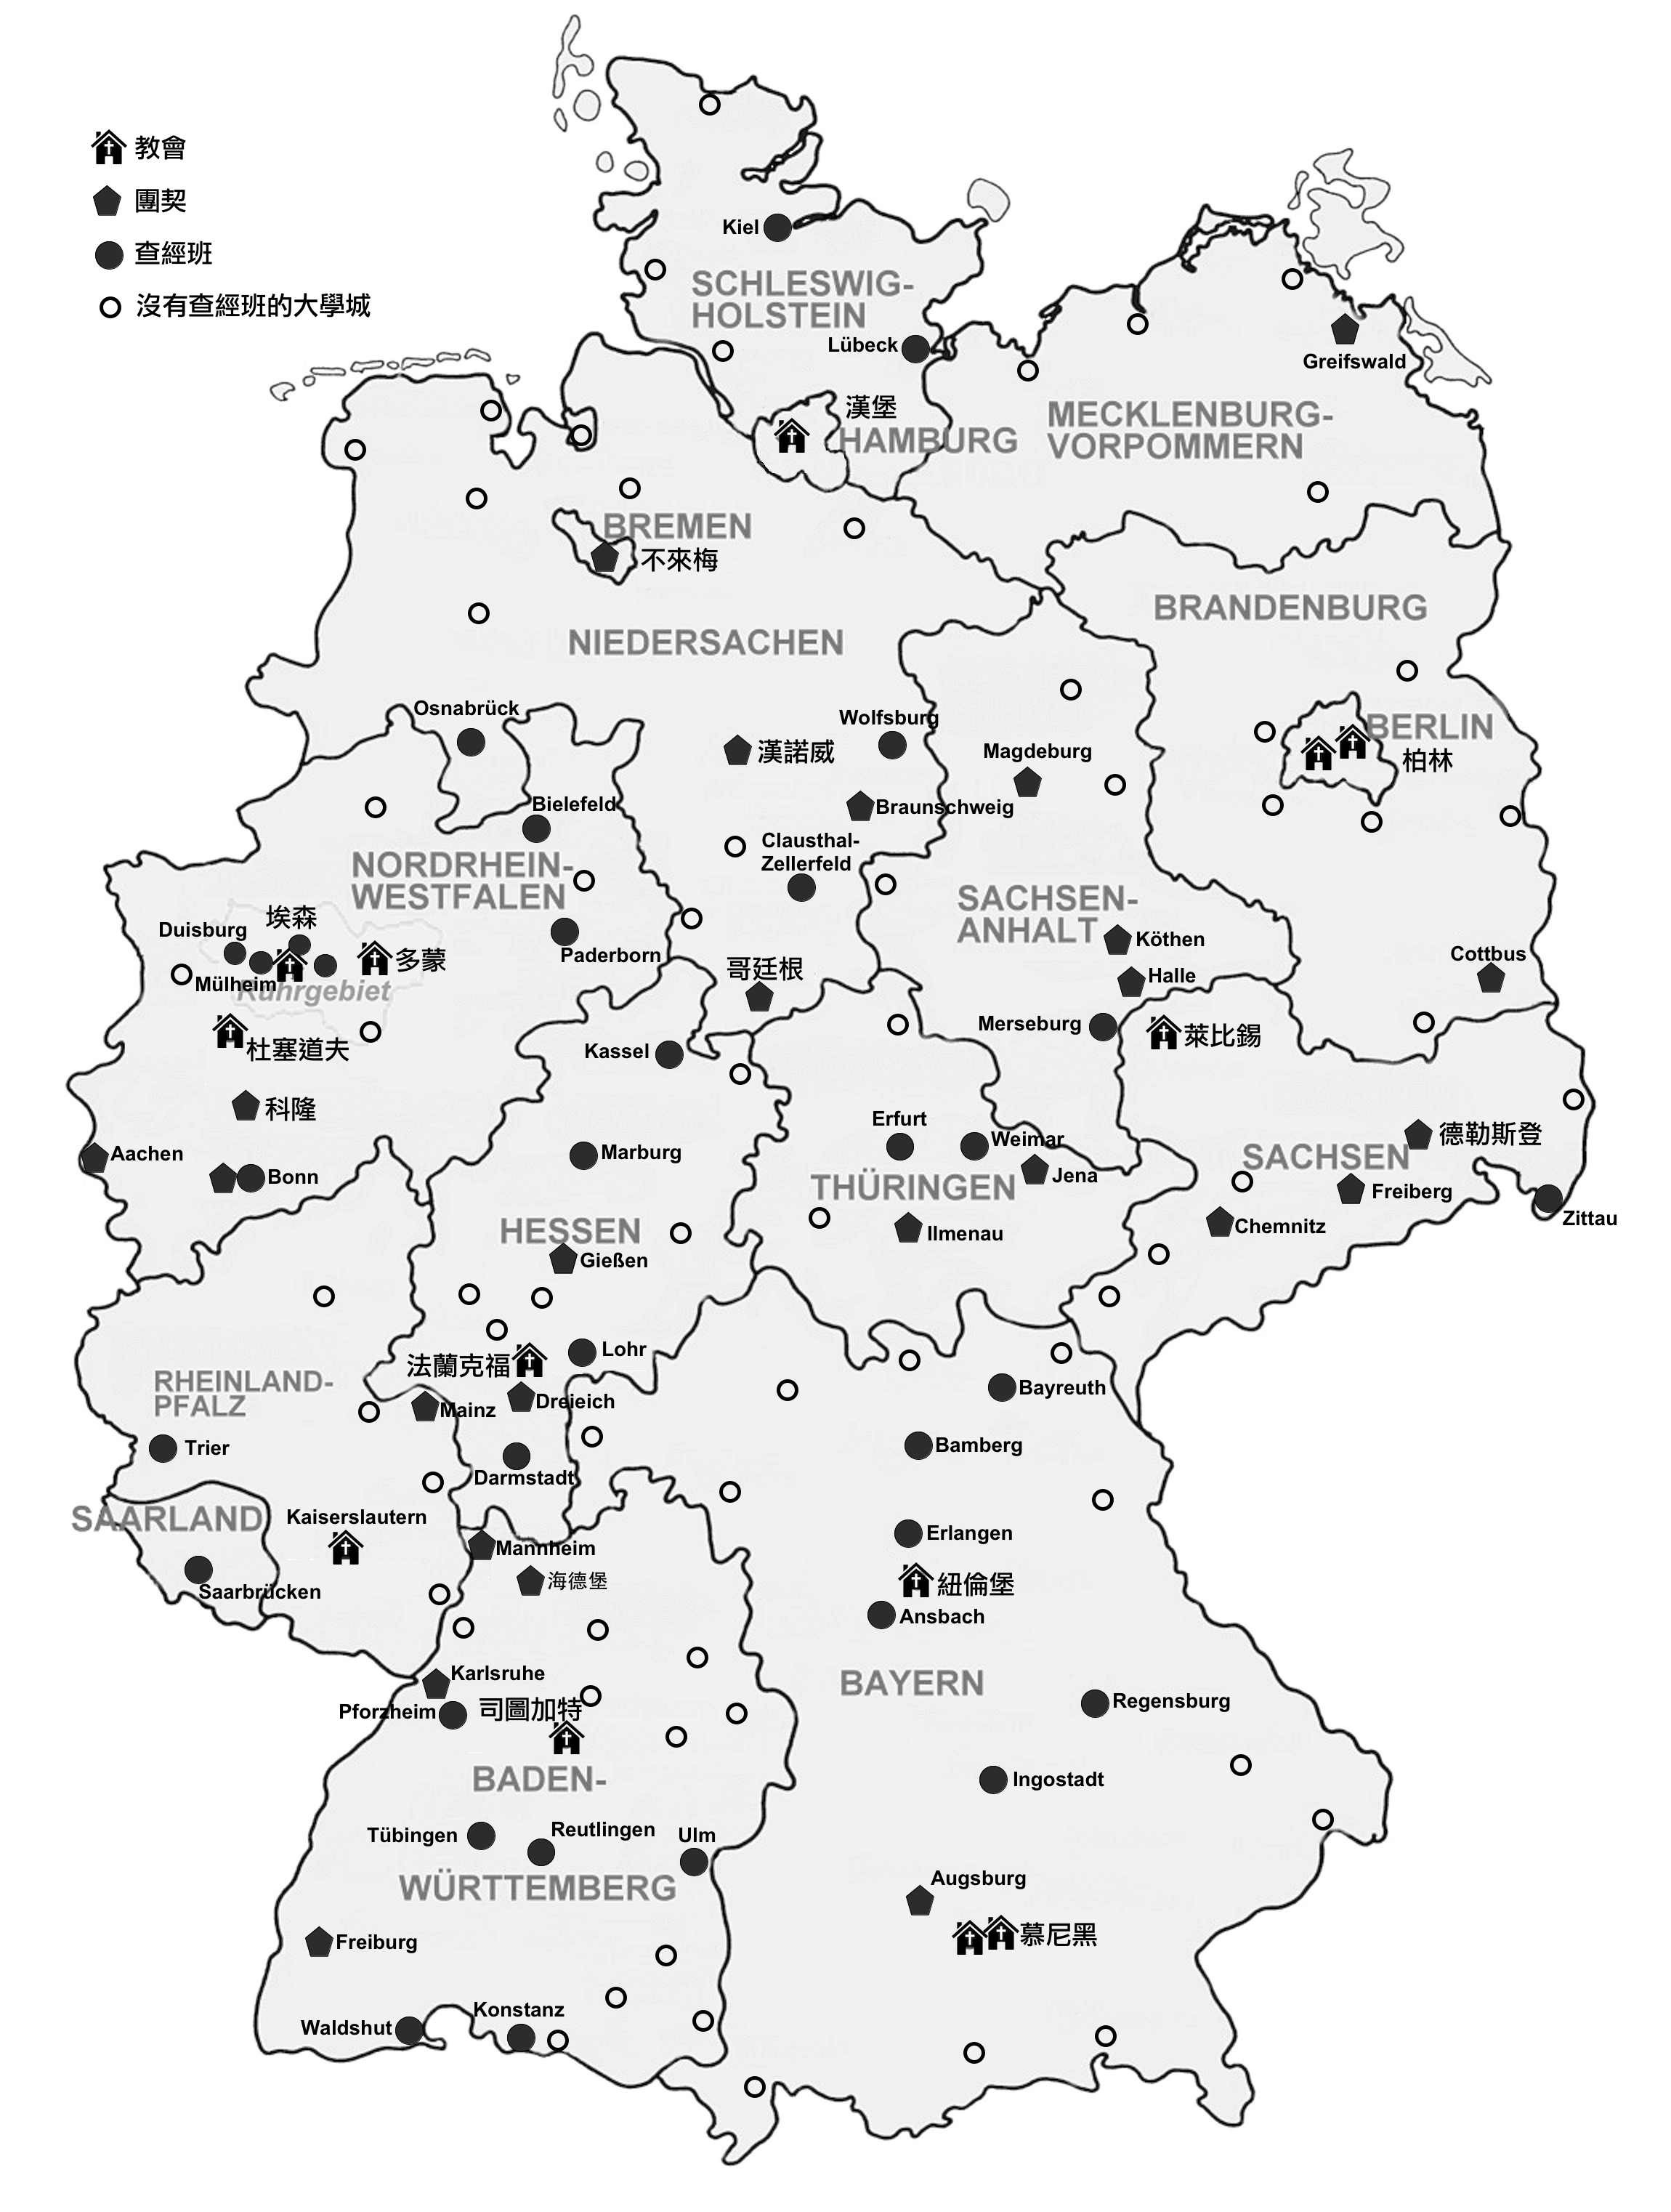 教會
團契
查經班
沒有查經班的大學城
Kiel
SCHLESWIG-
HOLSTEIN
Lübeck
Greifswald
漢堡
HAMBURG
MECKLENBURG-
VORPOMMERN
BREMEN
不來梅
BRANDENBURG
NIEDERSACHEN
Osnabrück
Wolfsburg
BERLIN
柏林
漢諾威
Magdeburg
Bielefeld
Braunschweig
Clausthal-
Zellerfeld
NORDRHEIN-
WESTFALEN
SACHSEN-
ANHALT
埃森
Duisburg
Köthen
Paderborn
多蒙
Cottbus
哥廷根
Halle
Mülheim
Ruhrgebiet
Merseburg
萊比錫
杜塞道夫
Kassel
科隆
Erfurt
德勒斯登
Weimar
Aachen
Marburg
SACHSEN
Bonn
Jena
THÜRINGEN
Freiberg
Zittau
HESSEN
Ilmenau
Chemnitz
Gießen
Lohr
法蘭克福
RHEINLAND-
PFALZ
Bayreuth
Dreieich
Mainz
Trier
Bamberg
Darmstadt
SAARLAND
Kaiserslautern
Erlangen
Mannheim
海德堡
紐倫堡
Saarbrücken
Ansbach
Karlsruhe
BAYERN
Regensburg
Pforzheim
司圖加特
BADEN-
Ingostadt
Tübingen
Reutlingen
Ulm
WÜRTTEMBERG
Augsburg
Freiburg
慕尼黑
Konstanz
Waldshut